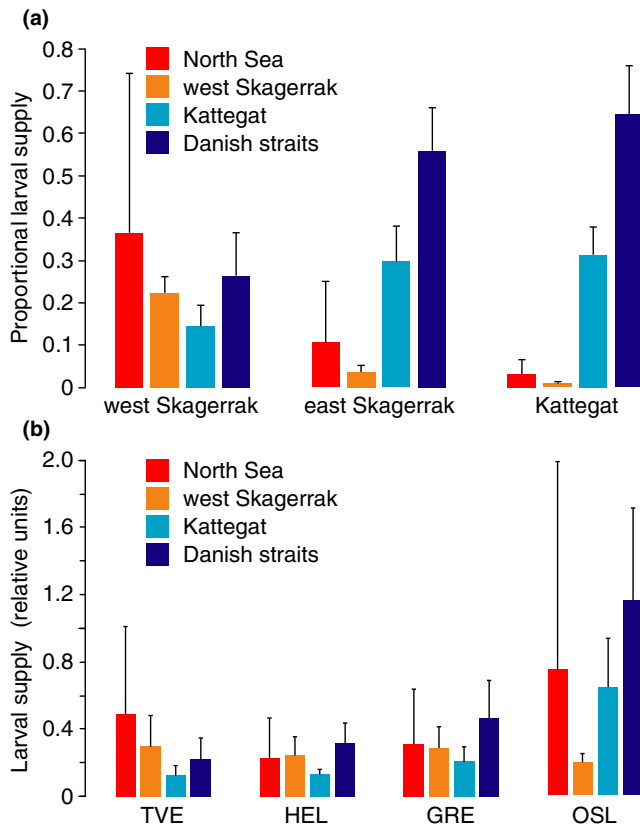 (a)
0.8
0.7
0.6
0.5
0.4
0.3
0.2
0.1
0
Proportional larval supply
North Sea
west Skagerrak
Kattegat
Danish straits
west Skagerrak east Skagerrak Kattegat
(b)
2.0
1.6
1.2
0.8
0.4
0
Larval supply (relative units)
North Sea
west Skagerrak
Kattegat
Danish straits
TVE HEL GRE OSL